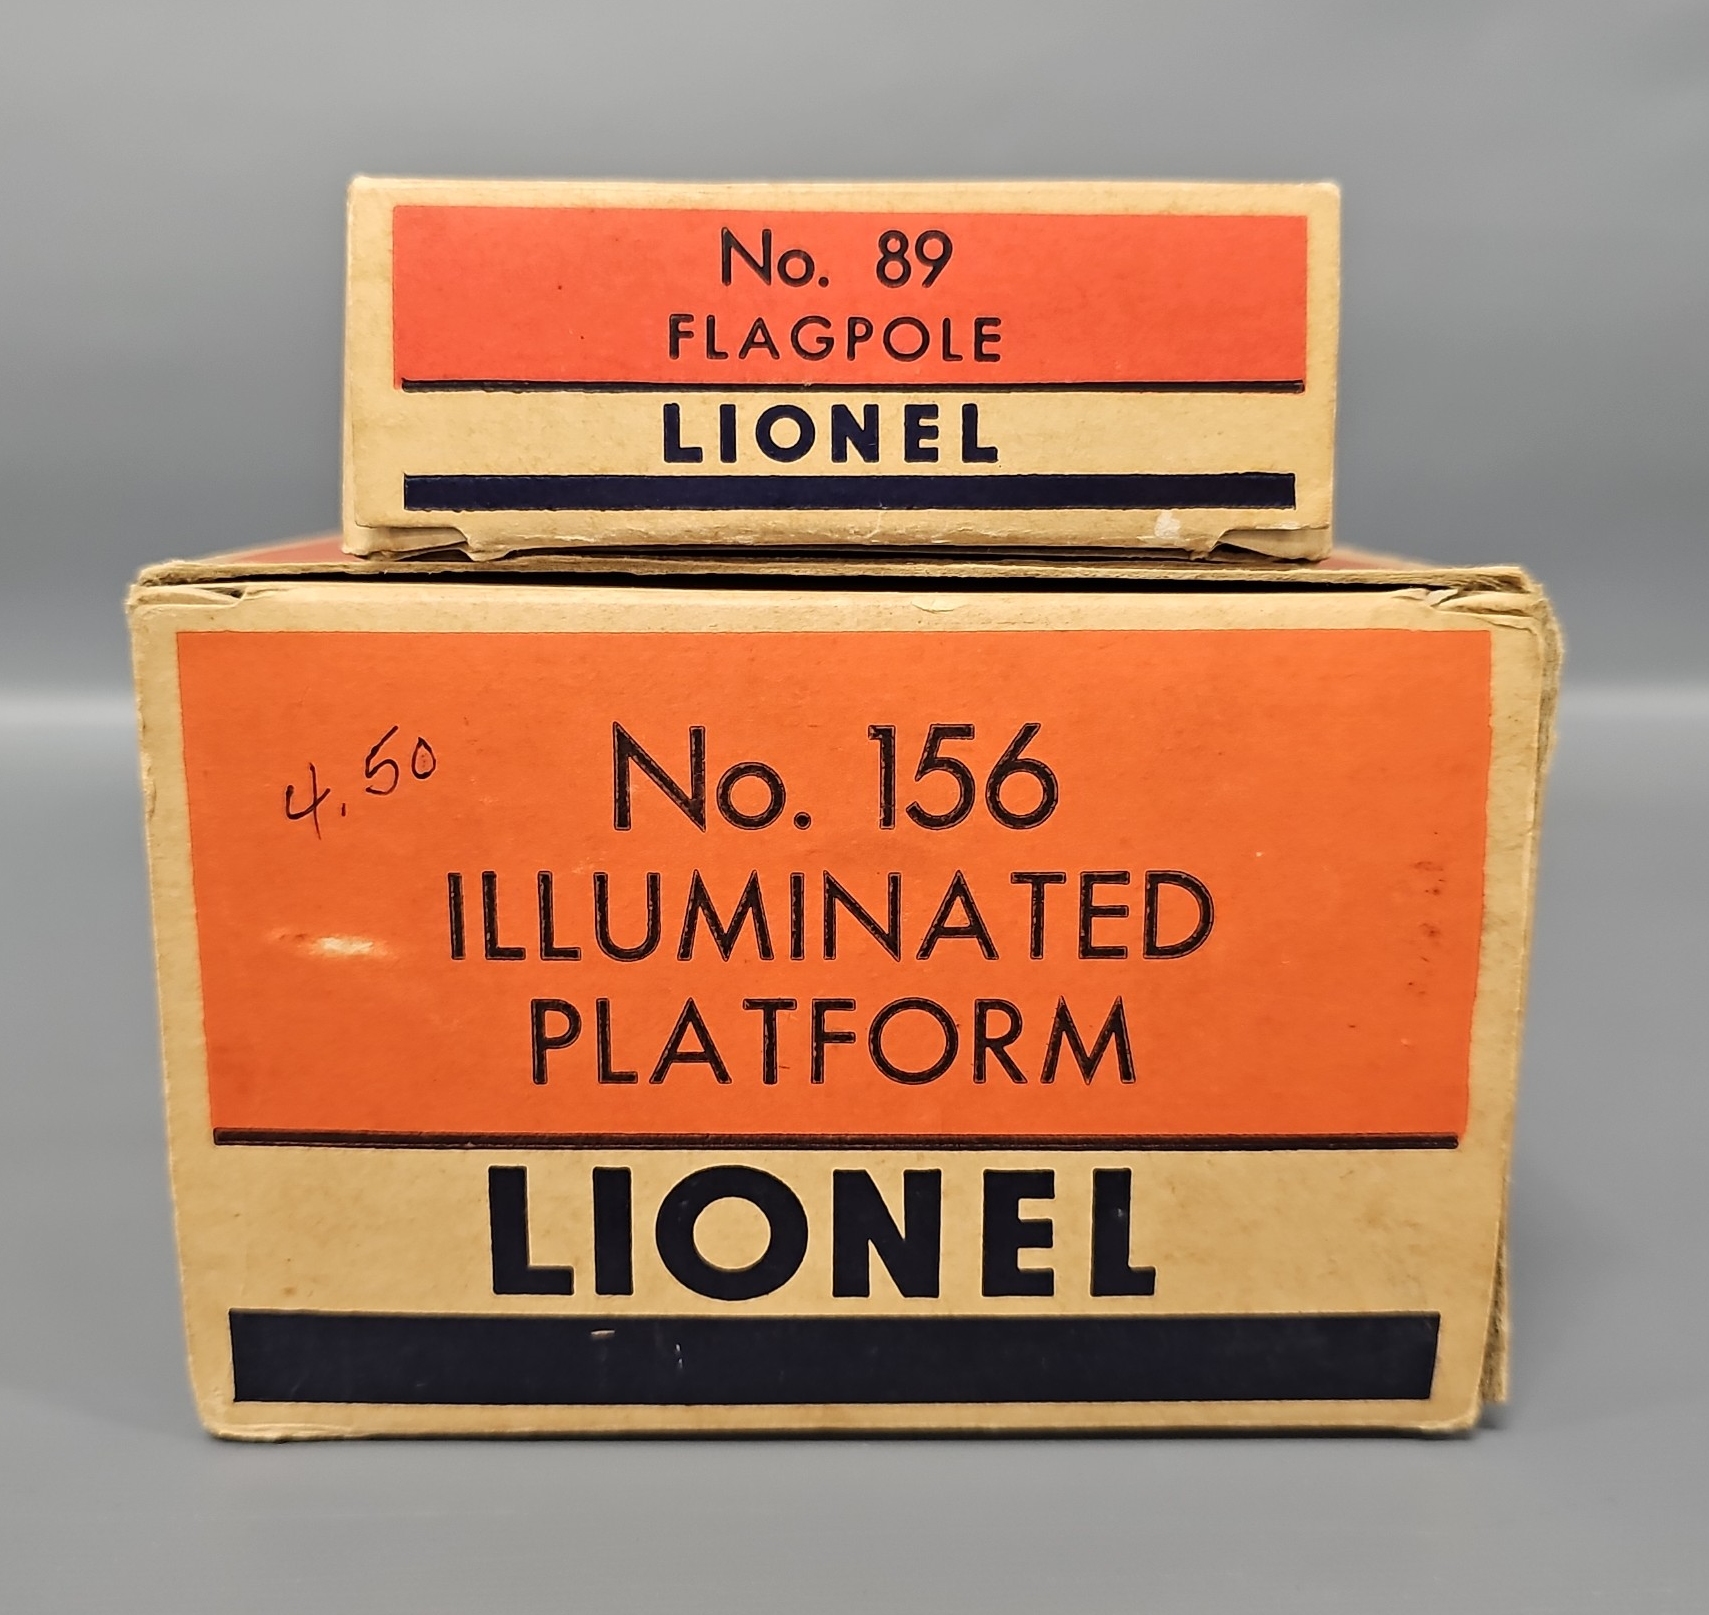 No. 89
FLAGPOLE
LIONEL
4.50
No. 156
ILLUMINATED
PLATFORM
LIONEL